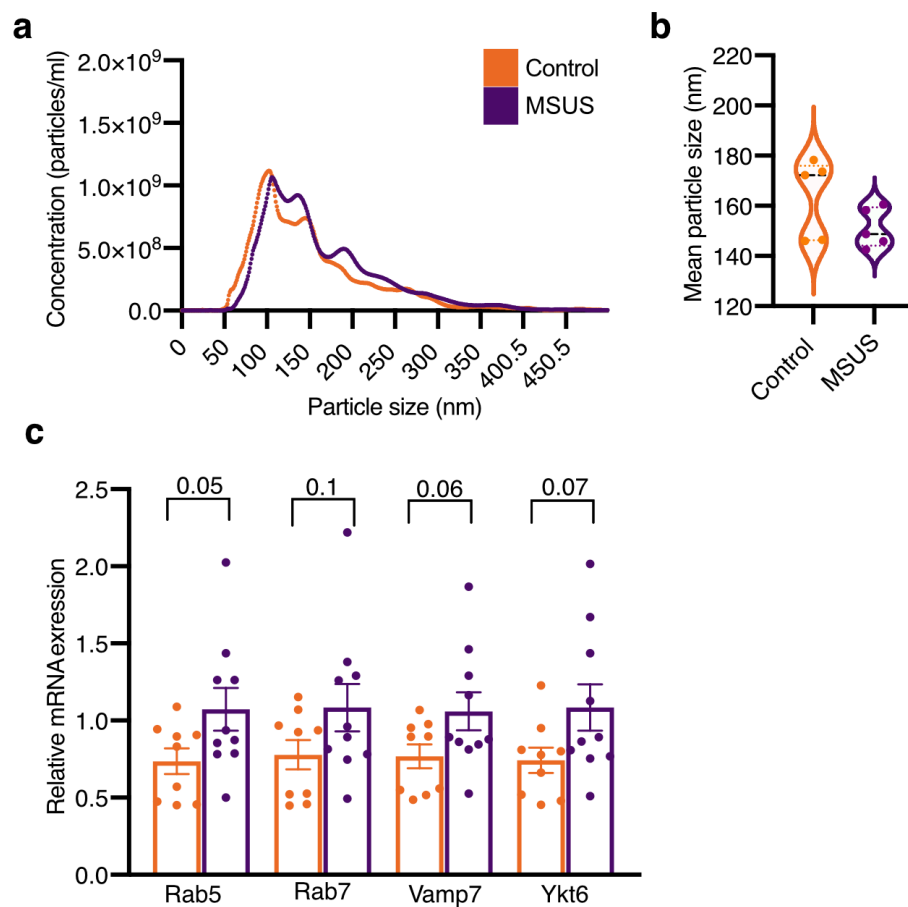 a
Concentration (particles/ml)
2.0×10⁹
1.5×10⁹
1.0×10⁹
5.0×10⁸
0.0
0
50
100
150
200
250
300
350
400.5
450.5
Particle size (nm)
Control
MSUS
b
Mean particle size (nm)
220
200
180
160
140
120
Control
MSUS
c
Relative mRNAexression
2.5
2.0
1.5
1.0
0.5
0.0
0.05
0.1
0.06
0.07
Rab5
Rab7
Vamp7
Ykt6